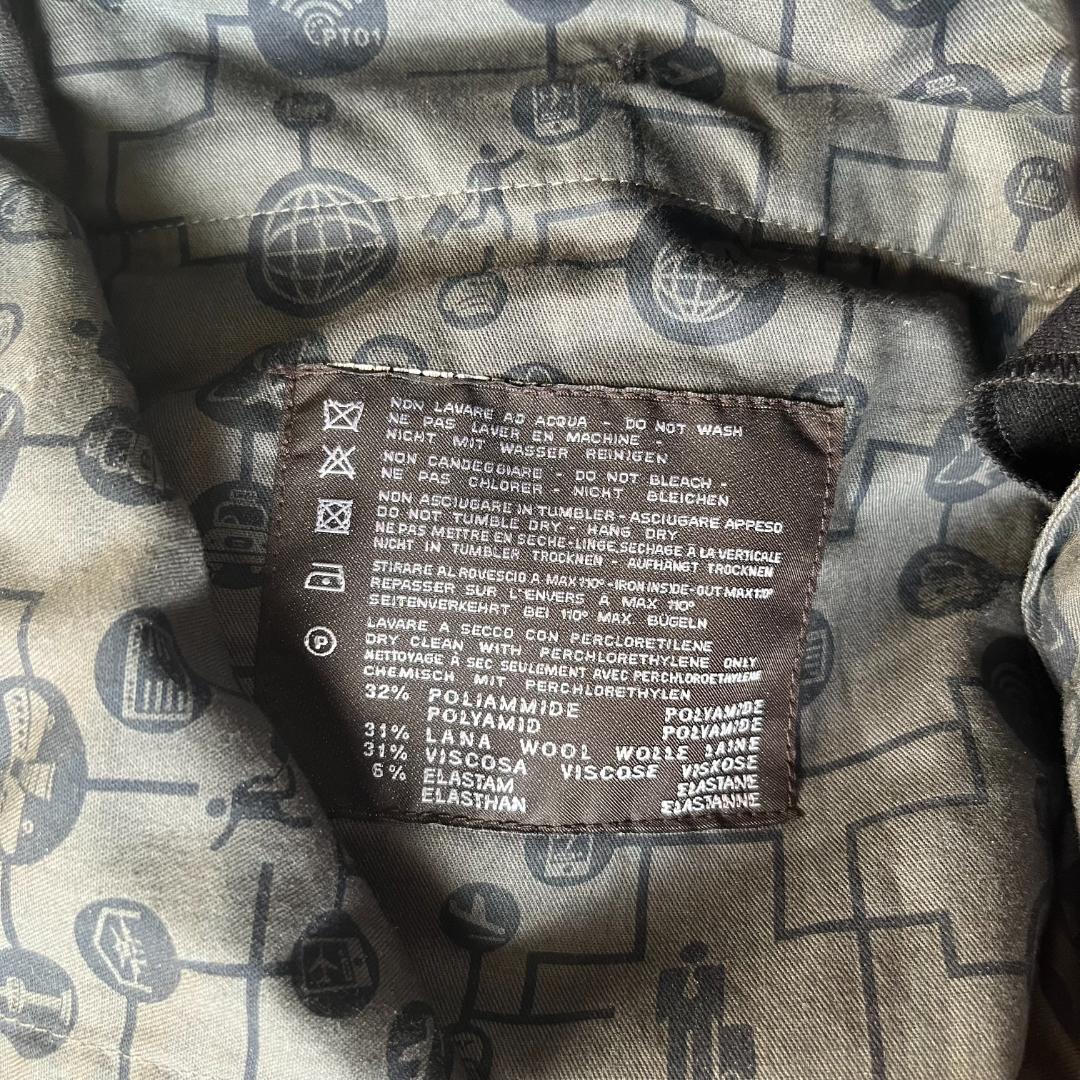 PT01
NON LAVARE AD ACQUA - DO NOT WASH
NE PAS LAVER EN MACHINE -
NICHT MIT WASSER REINIGEN
NON CANDEGGIARE - DO NOT BLEACH -
NE PAS CHLORER - NICHT BLEICHEN
NON ASCIUGARE IN TUMBLER - ASCIUGARE APPESO
DO NOT TUMBLE DRY - HANG DRY
NE PAS METTRE EN SECHE-LINGE, SECHAGE À LA VERTICALE
NICHT IN TUMBLER TROCKNEN - AUFHÄNGT TROCKNEN
STIRARE AL ROVESCIO A MAX 110° - IRON INSIDE-OUT MAX 110°
REPASSER SUR L'ENVERS A MAX 110°
SEITENVERKEHRT BEI 110° MAX. BÜGELN
P
LAVARE A SECCO CON PERCLORETILENE
DRY CLEAN WITH PERCHLORETHYLENE ONLY
NETTOYAGE À SEC SEULEMENT AVEC PERCHLOROETHYLENE
CHEMISCH MIT PERCHLORETHYLEN
32% POLIAMMIDE POLYAMIDE
POLYAMID POLYAMIDE
31% LANA WOOL WOLLE LAINE
31% VISCOSA VISCOSE VISKOSE
6% ELASTAM ELASTANE
ELASTHAN ELASTANNE